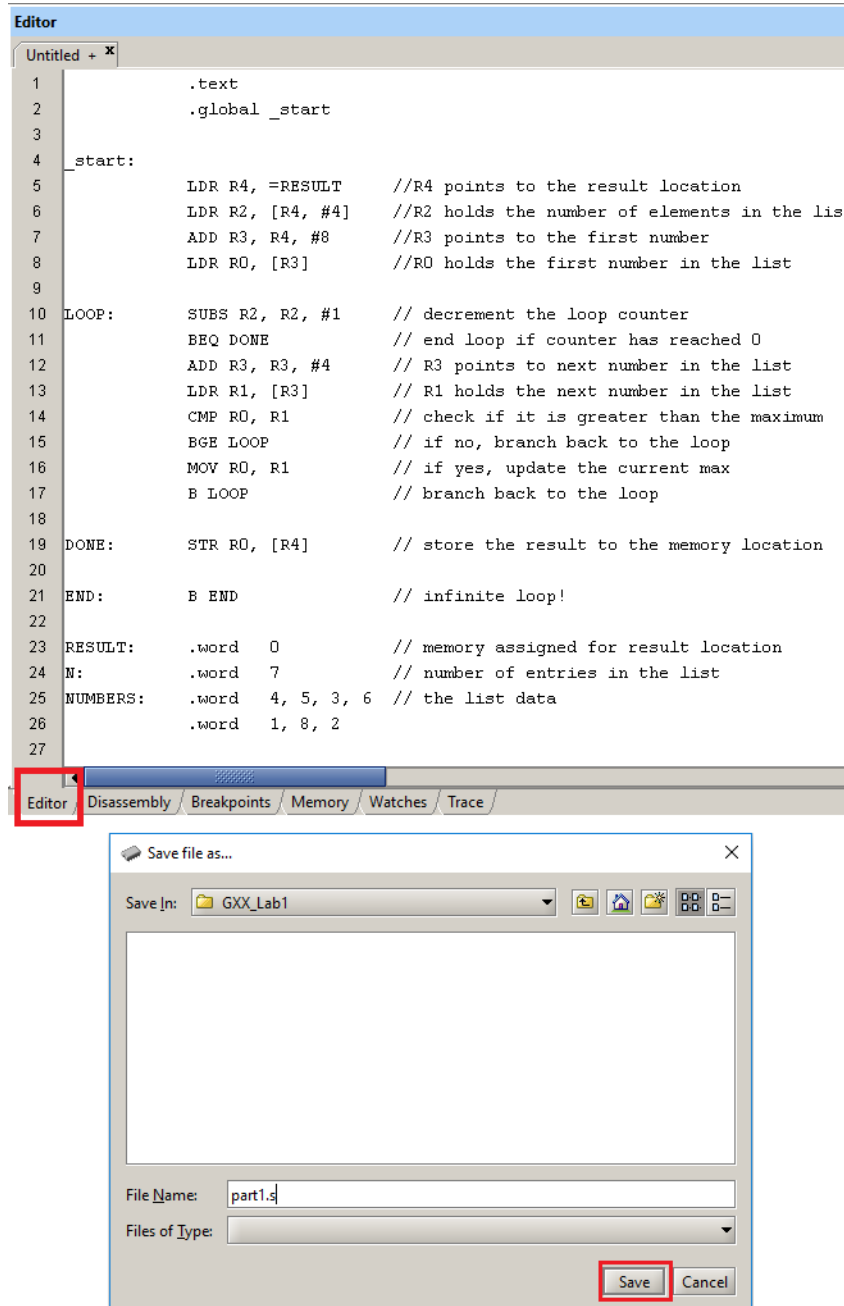 Editor
Untitled + x
1 .text
2 .global _start
3
4 _start:
5 LDR R4, =RESULT //R4 points to the result location
6 LDR R2, [R4, #4] //R2 holds the number of elements in the lis
7 ADD R3, R4, #8 //R3 points to the first number
8 LDR R0, [R3] //R0 holds the first number in the list
9
10 LOOP: SUBS R2, R2, #1 // decrement the loop counter
11 BEQ DONE // end loop if counter has reached 0
12 ADD R3, R3, #4 // R3 points to next number in the list
13 LDR R1, [R3] // R1 holds the next number in the list
14 CMP R0, R1 // check if it is greater than the maximum
15 BGE LOOP // if no, branch back to the loop
16 MOV R0, R1 // if yes, update the current max
17 B LOOP // branch back to the loop
18
19 DONE: STR R0, [R4] // store the result to the memory location
20
21 END: B END // infinite loop!
22
23 RESULT: .word 0 // memory assigned for result location
24 N: .word 7 // number of entries in the list
25 NUMBERS: .word 4, 5, 3, 6 // the list data
26 .word 1, 8, 2
27
Editor Disassembly Breakpoints Memory Watches Trace
Save file as...
Save In: GXX_Lab1
File Name: part1.s
Files of Type:
Save Cancel